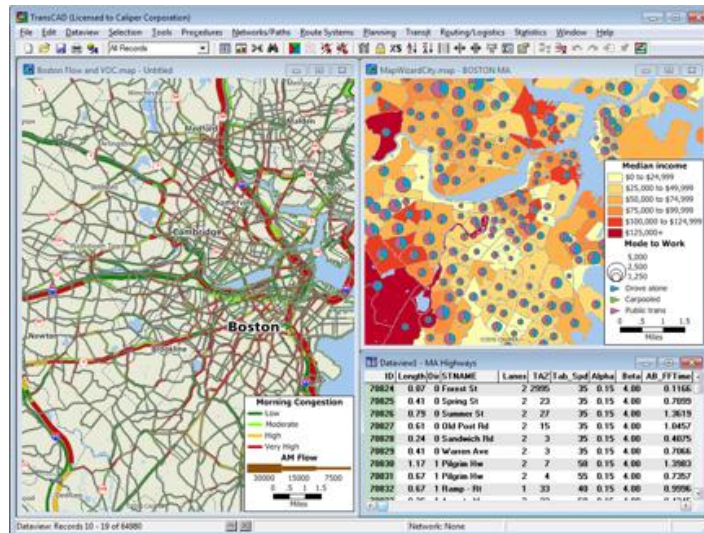 TransCAD (Licensed to Caliper Corporation)
File Edit Dataview Selection Tools Procedures Networks/Paths Route Systems Planning Transit Routing/Logistics Statistics Window Help
All Records
Boston Flow and VOC.map - Untitled
Medford
Malden
Cambridge
Boston
Newton
Brookline
Morning Congestion
Low
Moderate
High
Very High
AM Flow
30000 15000 7500
0 .5 1 1.5
Miles
MapWizardCity.map - BOSTON MA
Median income
$0 to $24,999
$25,000 to $49,999
$50,000 to $74,999
$75,000 to $99,999
$100,000 to $124,999
$125,000+
Mode to Work
5,000
2,500
1,250
Drove alone
Carpooled
Public trans
0 .5 1 1.5
Miles
Dataview1 - MA Highways
ID Length STNAME Lanes TAZ Tab_Spd Alpha Beta AB_FFTime
70824 0.07 0 Forest St 2 2995 35 0.15 4.00 0.1166
70825 0.41 0 Spring St 2 23 35 0.15 4.00 0.7099
70826 0.79 0 Summer St 2 27 35 0.15 4.00 1.3619
70827 0.61 0 Old Post Rd 2 15 35 0.15 4.00 1.0457
70828 0.24 0 Sandwich Rd 2 3 35 0.15 4.00 0.4075
70829 0.41 0 Warren Ave 2 3 35 0.15 4.00 0.7066
70830 1.17 1 Pilgrim Hw 2 7 50 0.15 4.00 1.3983
70831 0.67 1 Pilgrim Hw 2 4 55 0.15 4.00 0.7357
70832 0.67 1 Ramp - Rt 1 33 40 0.15 4.00 0.9996
Dataview: Records 10 - 19 of 64980
Network: None